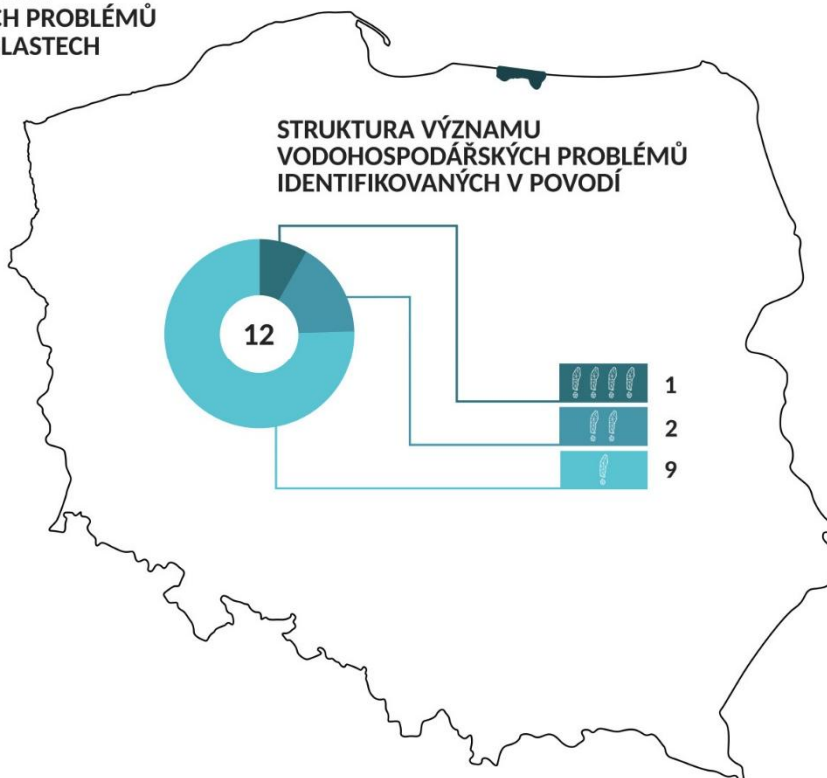 CH PROBLÉMŮ
LASTECH
STRUKTURA VÝZNAMU
VODOHOSPODÁŘSKÝCH PROBLÉMŮ
IDENTIFIKOVANÝCH V POVODÍ
12
!!!! 1
!! 2
! 9